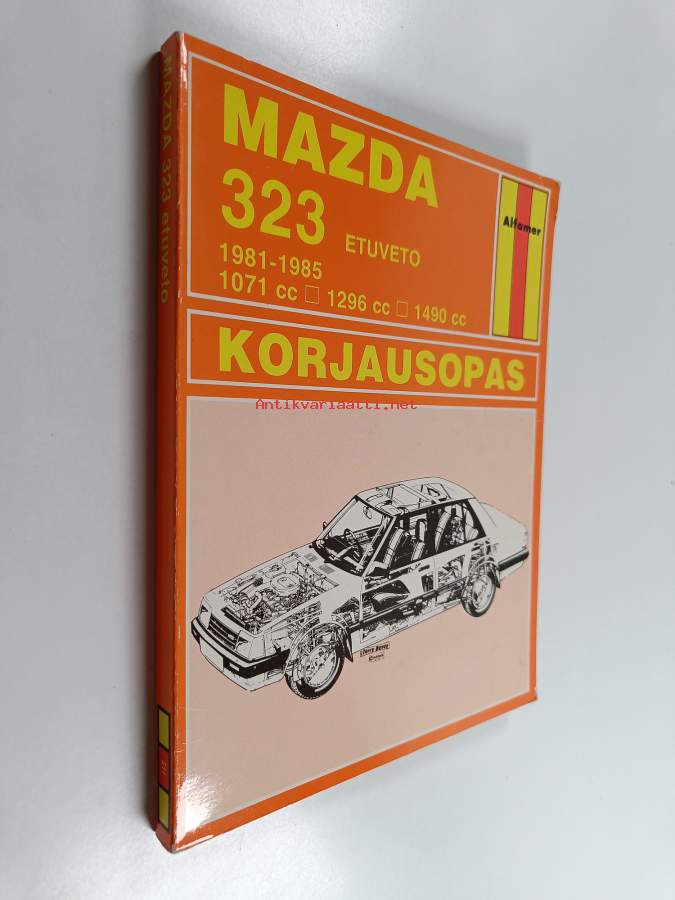 MAZDA
323 ETUVETO
1981-1985
1071 cc □ 1296 cc □ 1490 cc
Alfamer
KORJAUSOPAS
Antikvariaatti.net
MAZDA 323 etuveto